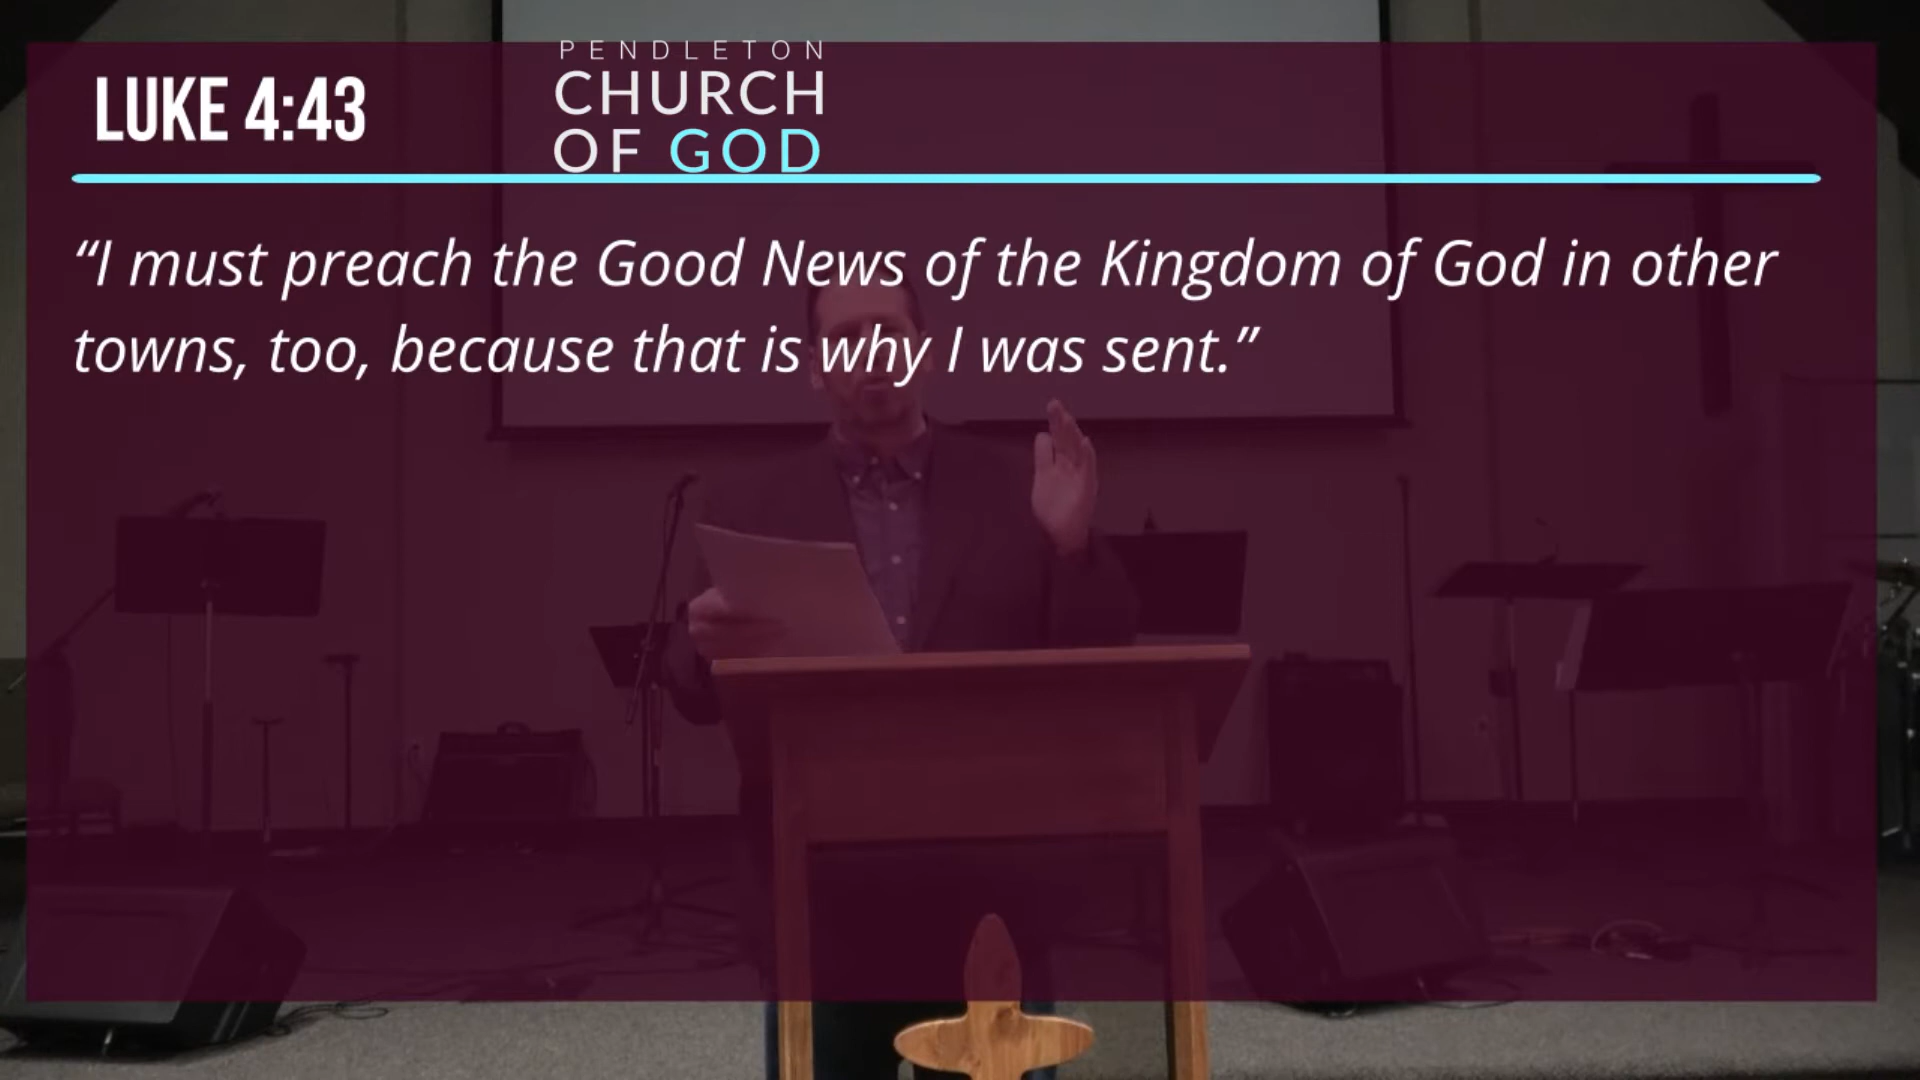 LUKE 4:43
PENDLETON
CHURCH
OF GOD
“I must preach the Good News of the Kingdom of God in other
towns, too, because that is why I was sent.”